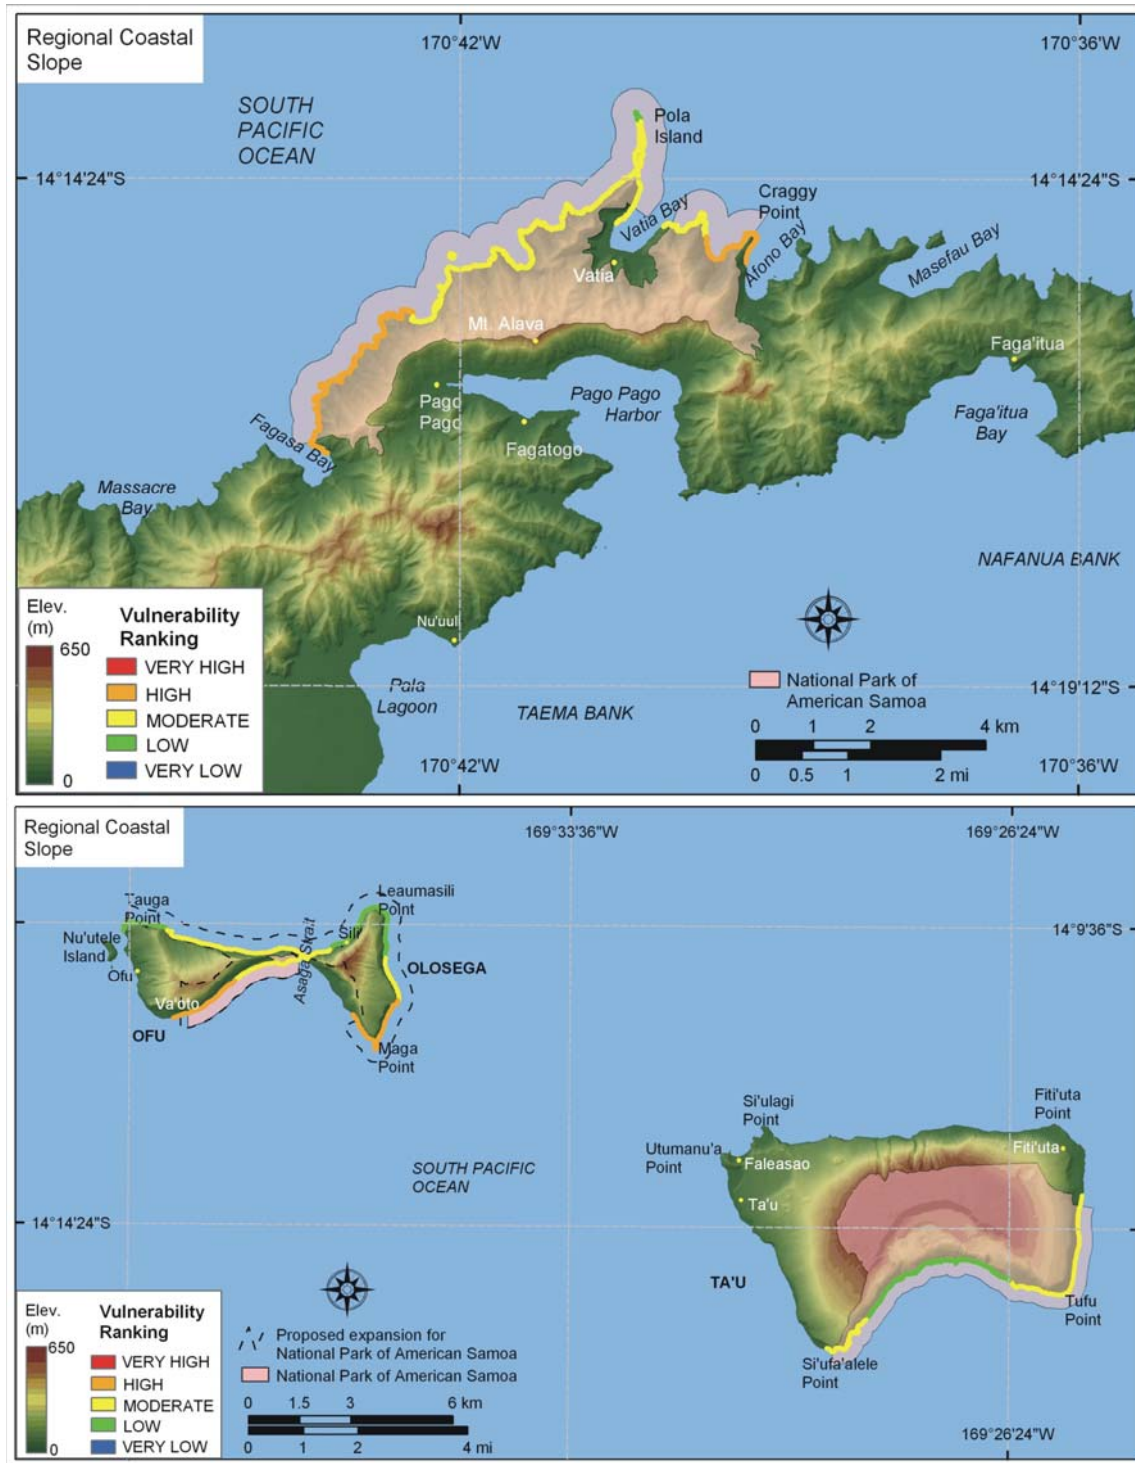 Regional Coastal
Slope
170°42'W
170°36'W
SOUTH
PACIFIC
OCEAN
Pola
Island
14°14'24"S
14°14'24"S
Craggy
Point
Vatia Bay
Afono Bay
Masefau Bay
Vatia
Mt. Alava
Faga'itua
Pago
Pago
Pago Pago
Harbor
Faga'itua
Bay
Fagasa Bay
Fagatogo
Massacre
Bay
NAFANUA BANK
Elev.
(m)
650
0
Vulnerability
Ranking
VERY HIGH
HIGH
MODERATE
LOW
VERY LOW
Nu'uuli
Pala
Lagoon
TAEMA BANK
National Park of
American Samoa
14°19'12"S
0 1 2 4 km
0 0.5 1 2 mi
170°42'W
170°36'W
Regional Coastal
Slope
169°33'36"W
169°26'24"W
Tauga
Point
Leaumasili
Point
Nu'utele
Island
Sili
Asaga Strait
14°9'36"S
Ofu
OLOSEGA
Va'oto
OFU
Maga
Point
Si'ulagi
Point
Fiti'uta
Point
Utumanu'a
Point
Faleasao
Fiti'uta
SOUTH PACIFIC
OCEAN
Ta'u
14°14'24"S
TA'U
Tufu
Point
Si'ufa'alele
Point
Elev.
(m)
650
0
Vulnerability
Ranking
VERY HIGH
HIGH
MODERATE
LOW
VERY LOW
Proposed expansion for
National Park of American Samoa
National Park of American Samoa
0 1.5 3 6 km
0 1 2 4 mi
169°26'24"W